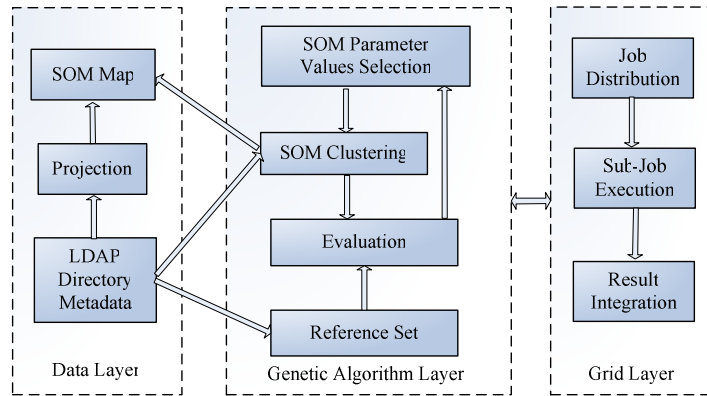 SOM Map
Projection
LDAP
Directory
Metadata
Data Layer
SOM Parameter
Values Selection
SOM Clustering
Evaluation
Reference Set
Genetic Algorithm Layer
Job
Distribution
Sub-Job
Execution
Result
Integration
Grid Layer